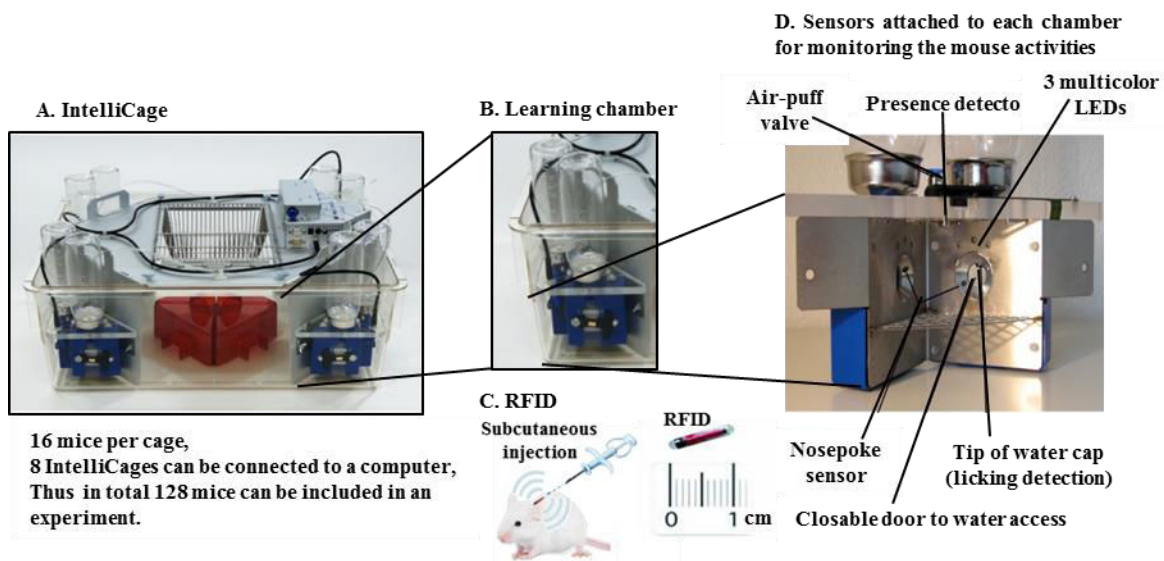 A. IntelliCage
16 mice per cage,
8 IntelliCages can be connected to a computer,
Thus in total 128 mice can be included in an
experiment.
B. Learning chamber
C. RFID
Subcutaneous
injection
RFID
0 1 cm
D. Sensors attached to each chamber
for monitoring the mouse activities
Air-puff
valve
Presence detecto
3 multicolor
LEDs
Nosepoke
sensor
Tip of water cap
(licking detection)
Closable door to water access